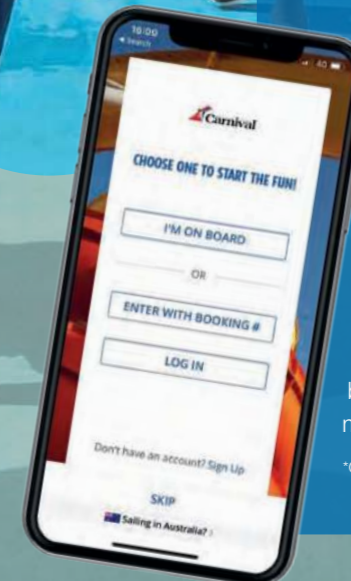 16:00
Search
4G
Carnival
CHOOSE ONE TO START THE FUN!
I'M ON BOARD
OR
ENTER WITH BOOKING #
LOG IN
Don't have an account? Sign Up
SKIP
Sailing in Australia? ›